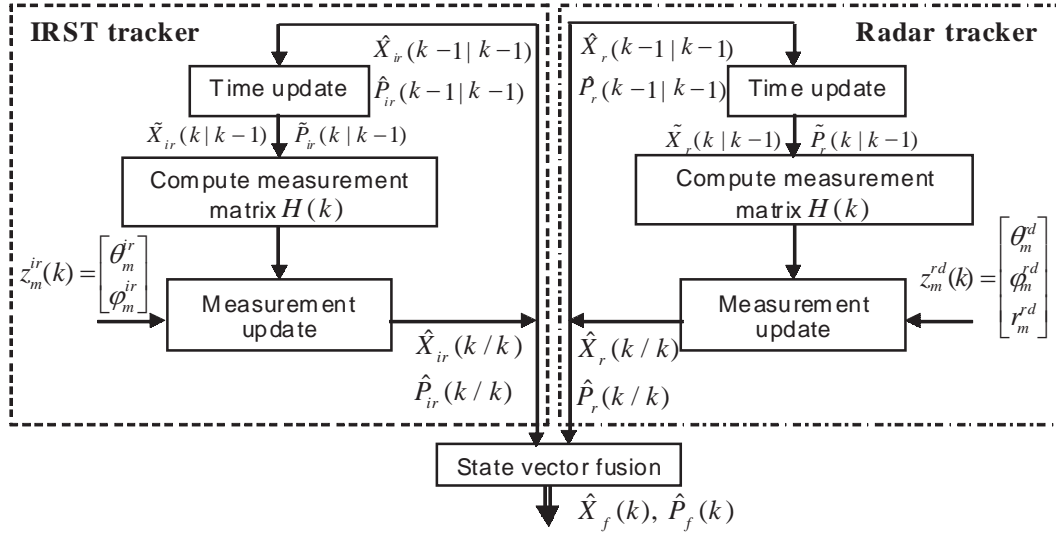 IRST tracker
X̂_ir(k−1|k−1)
Time update
P̂_ir(k−1|k−1)
X̃_ir(k|k−1) P̃_ir(k|k−1)
Compute measurement
matrix H(k)
z_m^ir(k) = [θ_m^ir
φ_m^ir]
Measurement
update
X̂_ir(k/k)
P̂_ir(k/k)
Radar tracker
X̂_r(k−1|k−1)
P̂_r(k−1|k−1)
Time update
X̃_r(k|k−1) P̃_r(k|k−1)
Compute measurement
matrix H(k)
z_m^rd(k) = [θ_m^rd
φ_m^rd
r_m^rd]
Measurement
update
X̂_r(k/k)
P̂_r(k/k)
State vector fusion
X̂_f(k), P̂_f(k)